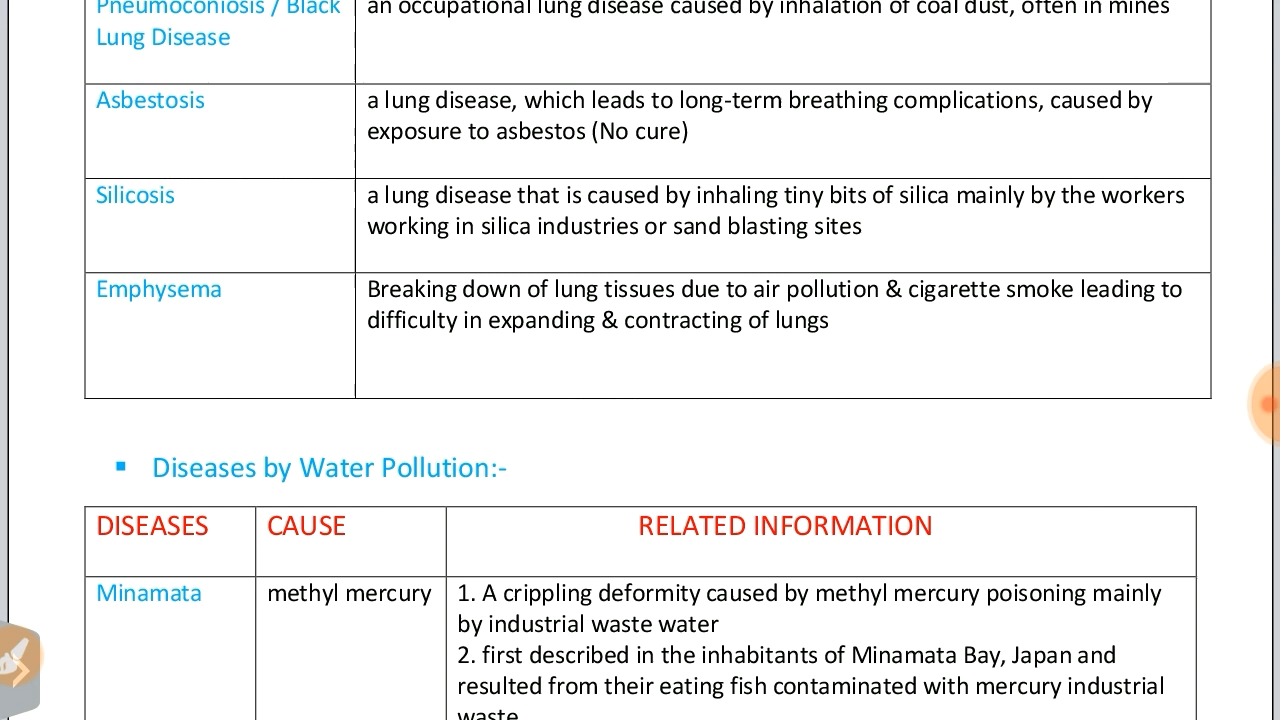 Pneumoconiosis / Black
Lung Disease
an occupational lung disease caused by inhalation of coal dust, often in mines
Asbestosis
a lung disease, which leads to long-term breathing complications, caused by
exposure to asbestos (No cure)
Silicosis
a lung disease that is caused by inhaling tiny bits of silica mainly by the workers
working in silica industries or sand blasting sites
Emphysema
Breaking down of lung tissues due to air pollution & cigarette smoke leading to
difficulty in expanding & contracting of lungs
▪ Diseases by Water Pollution:-
DISEASES
CAUSE
RELATED INFORMATION
Minamata
methyl mercury
1. A crippling deformity caused by methyl mercury poisoning mainly
by industrial waste water
2. first described in the inhabitants of Minamata Bay, Japan and
resulted from their eating fish contaminated with mercury industrial
waste